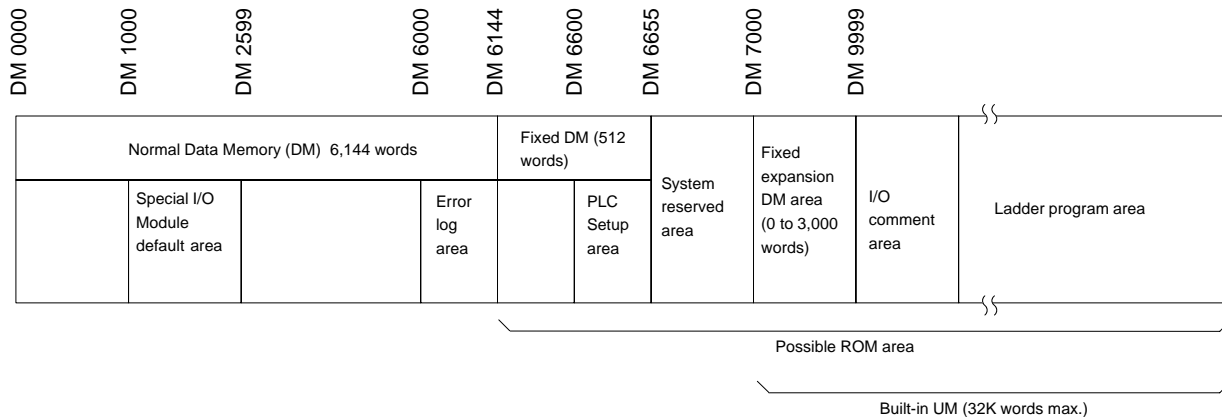 DM 0000
DM 1000
DM 2599
DM 6000
DM 6144
DM 6600
DM 6655
DM 7000
DM 9999
Normal Data Memory (DM)  6,144 words
Fixed DM (512
words)
Special I/O
Module
default area
Error
log
area
PLC
Setup
area
System
reserved
area
Fixed
expansion
DM area
(0 to 3,000
words)
I/O
comment
area
Ladder program area
Possible ROM area
Built-in UM (32K words max.)